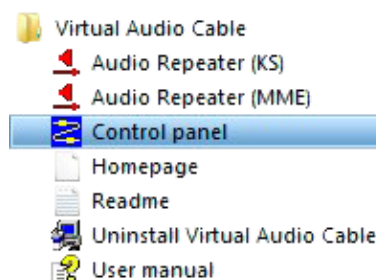 Virtual Audio Cable
Audio Repeater (KS)
Audio Repeater (MME)
Control panel
Homepage
Readme
Uninstall Virtual Audio Cable
User manual